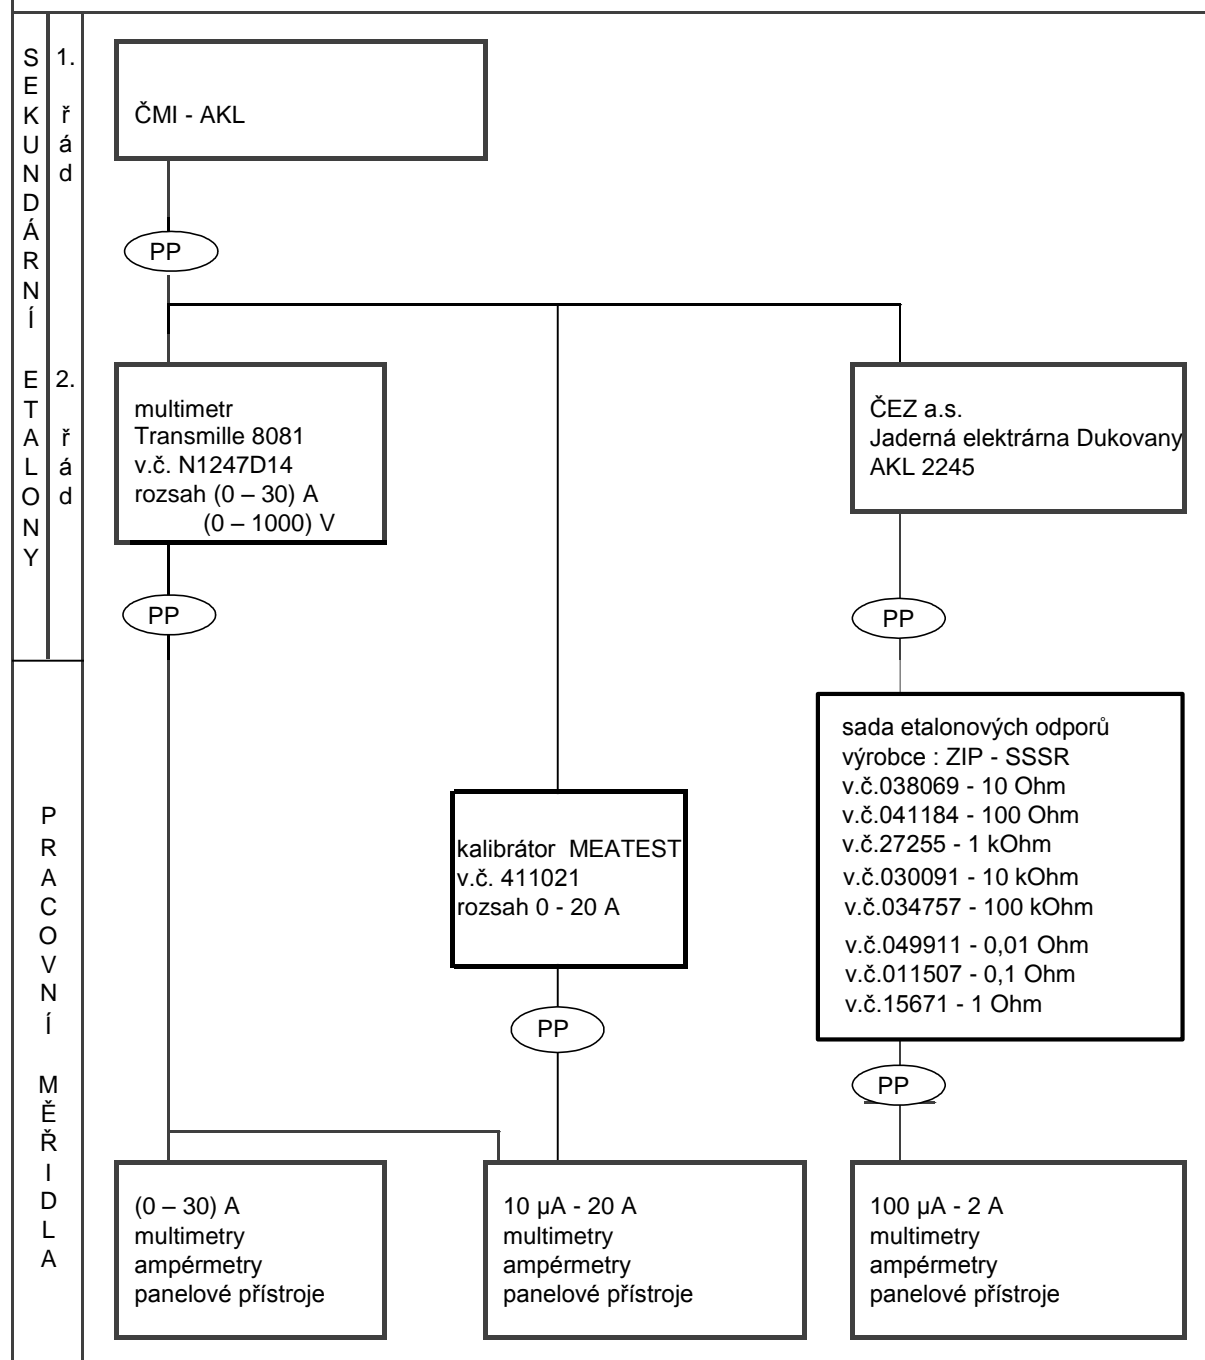 SEKUNDÁRNÍ ETALONY
1. řád
ČMI - AKL
PP
2. řád
multimetr
Transmille 8081
v.č. N1247D14
rozsah (0 – 30) A
(0 – 1000) V
ČEZ a.s.
Jaderná elektrárna Dukovany
AKL 2245
PP
PP
PRACOVNÍ MĚŘIDLA
sada etalonových odporů
výrobce : ZIP - SSSR
v.č.038069 - 10 Ohm
v.č.041184 - 100 Ohm
v.č.27255 - 1 kOhm
v.č.030091 - 10 kOhm
v.č.034757 - 100 kOhm
v.č.049911 - 0,01 Ohm
v.č.011507 - 0,1 Ohm
v.č.15671 - 1 Ohm
kalibrátor MEATEST
v.č. 411021
rozsah 0 - 20 A
PP
PP
(0 – 30) A
multimetry
ampérmetry
panelové přístroje
10 µA - 20 A
multimetry
ampérmetry
panelové přístroje
100 µA - 2 A
multimetry
ampérmetry
panelové přístroje